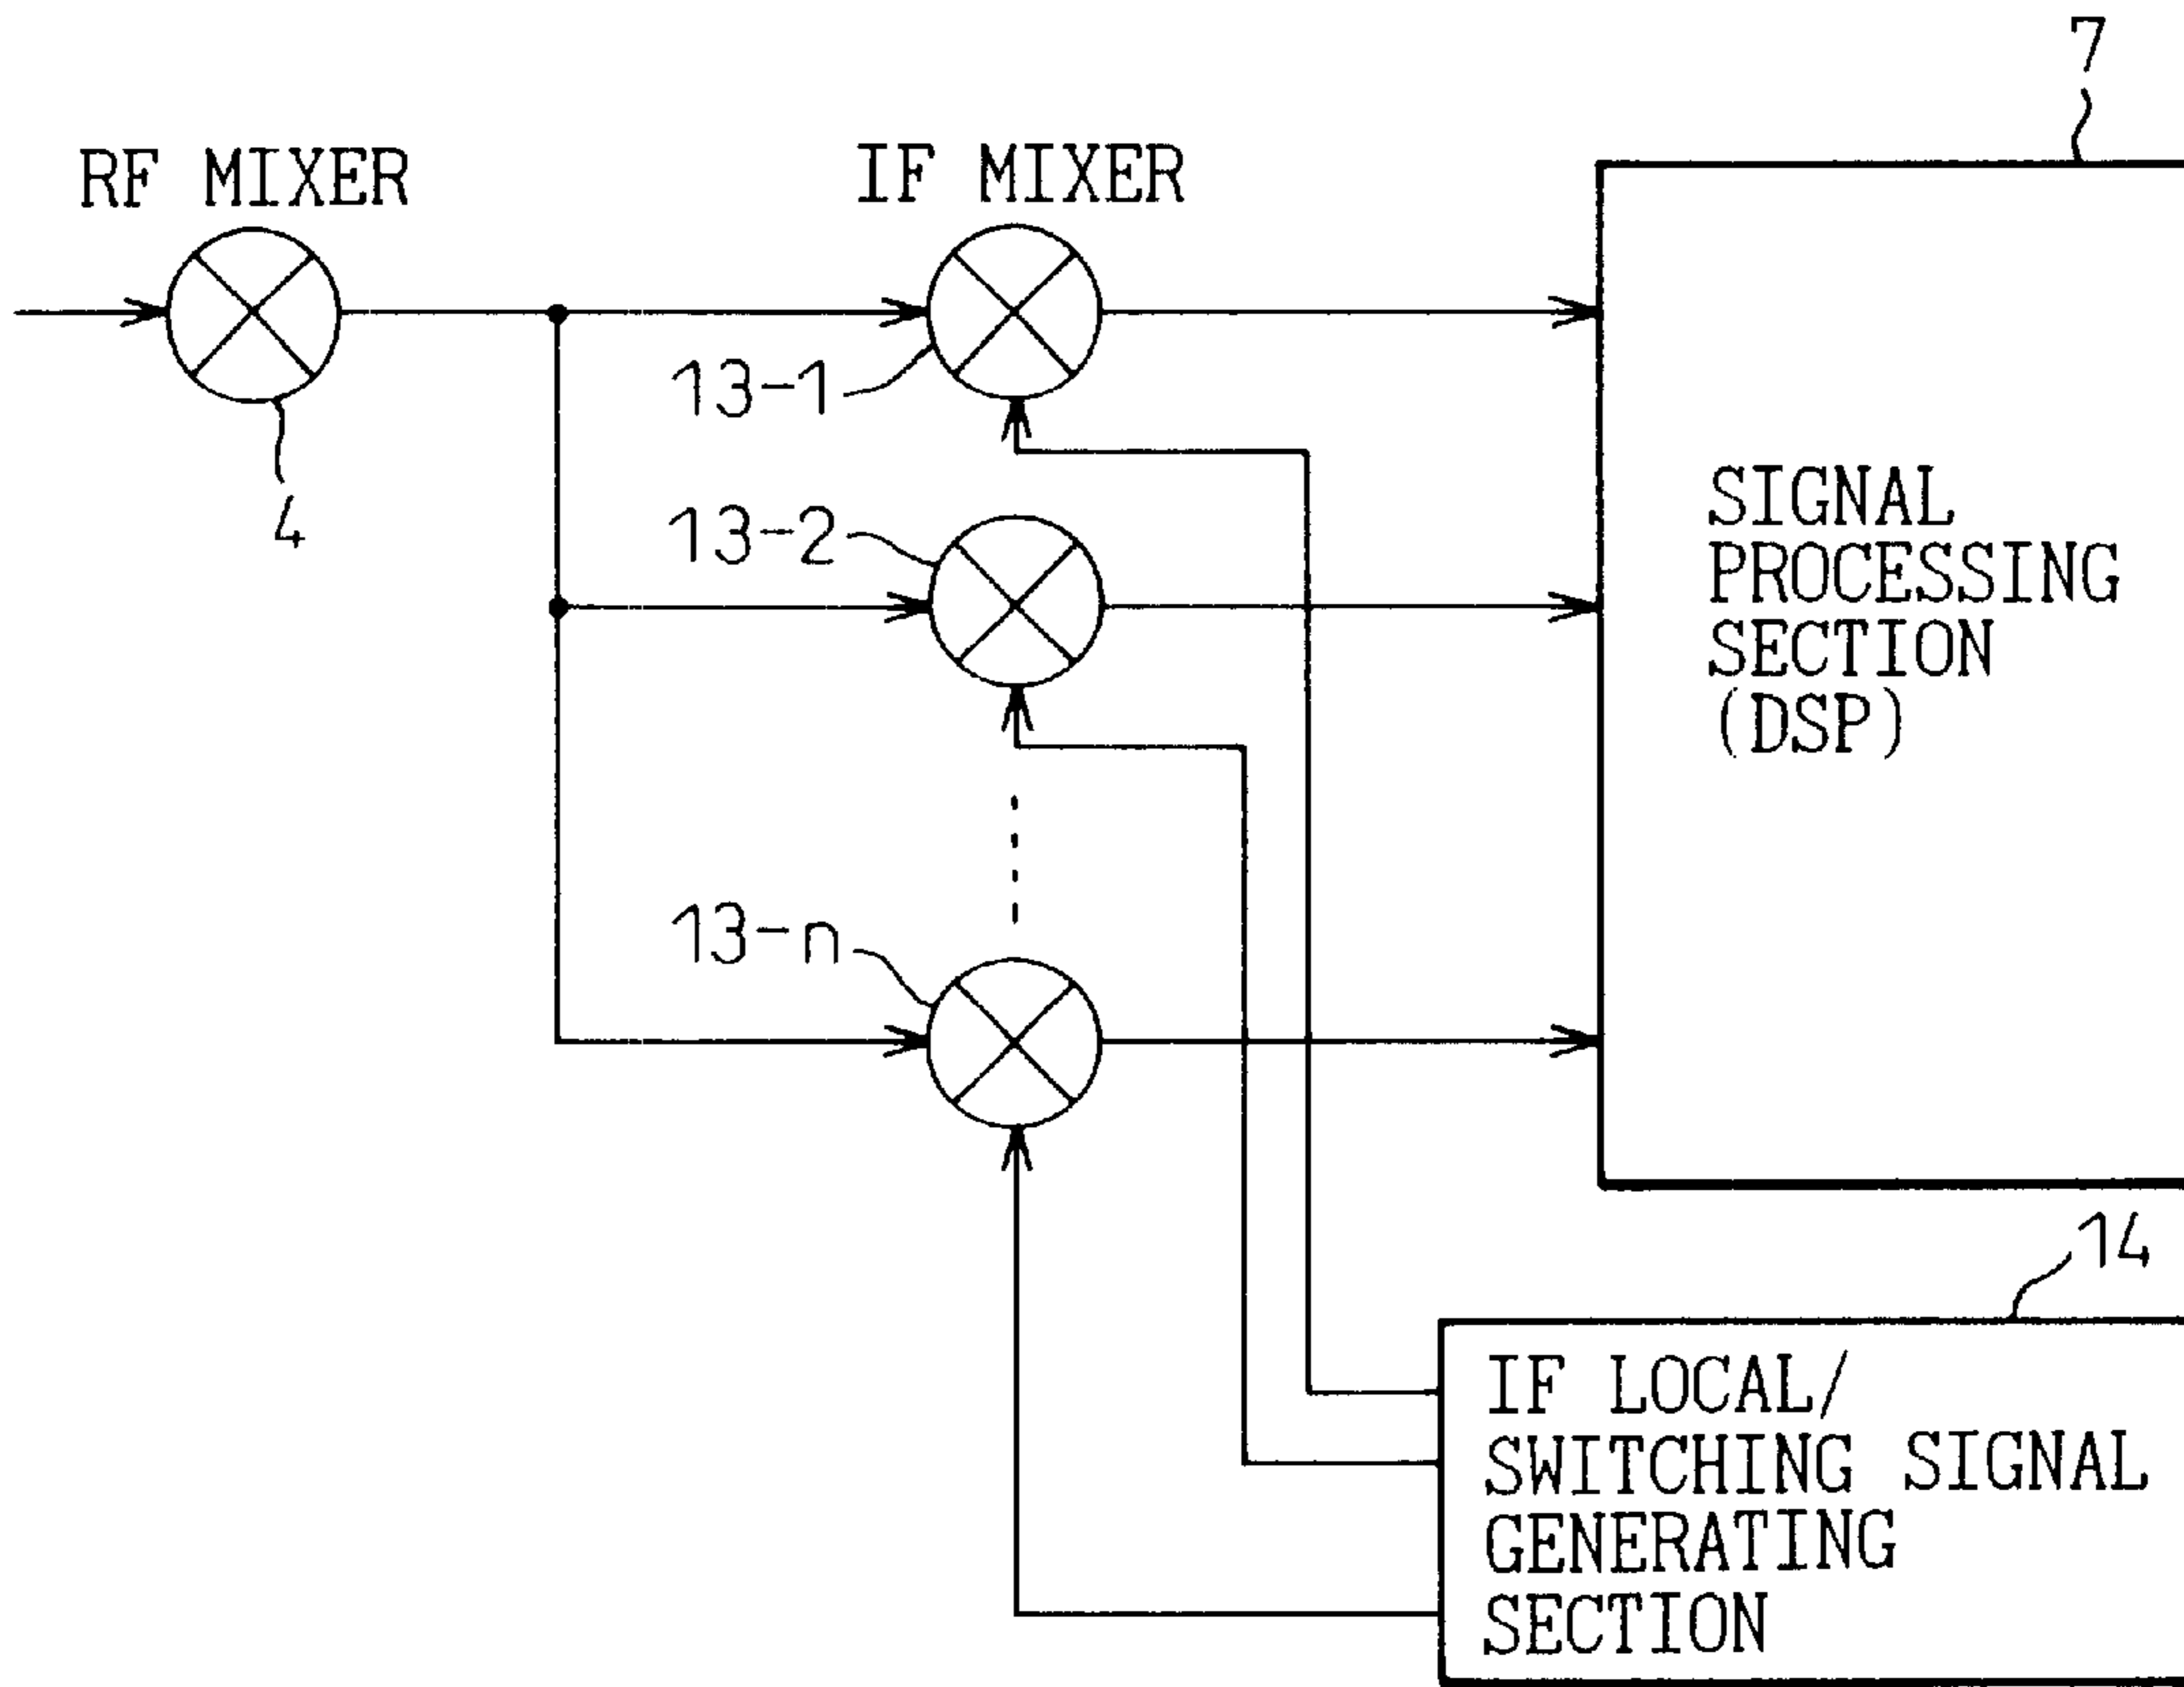 7
RF MIXER
IF MIXER
13-1
4
13-2
SIGNAL
PROCESSING
SECTION
(DSP)
13-n
14
IF LOCAL/
SWITCHING SIGNAL
GENERATING
SECTION